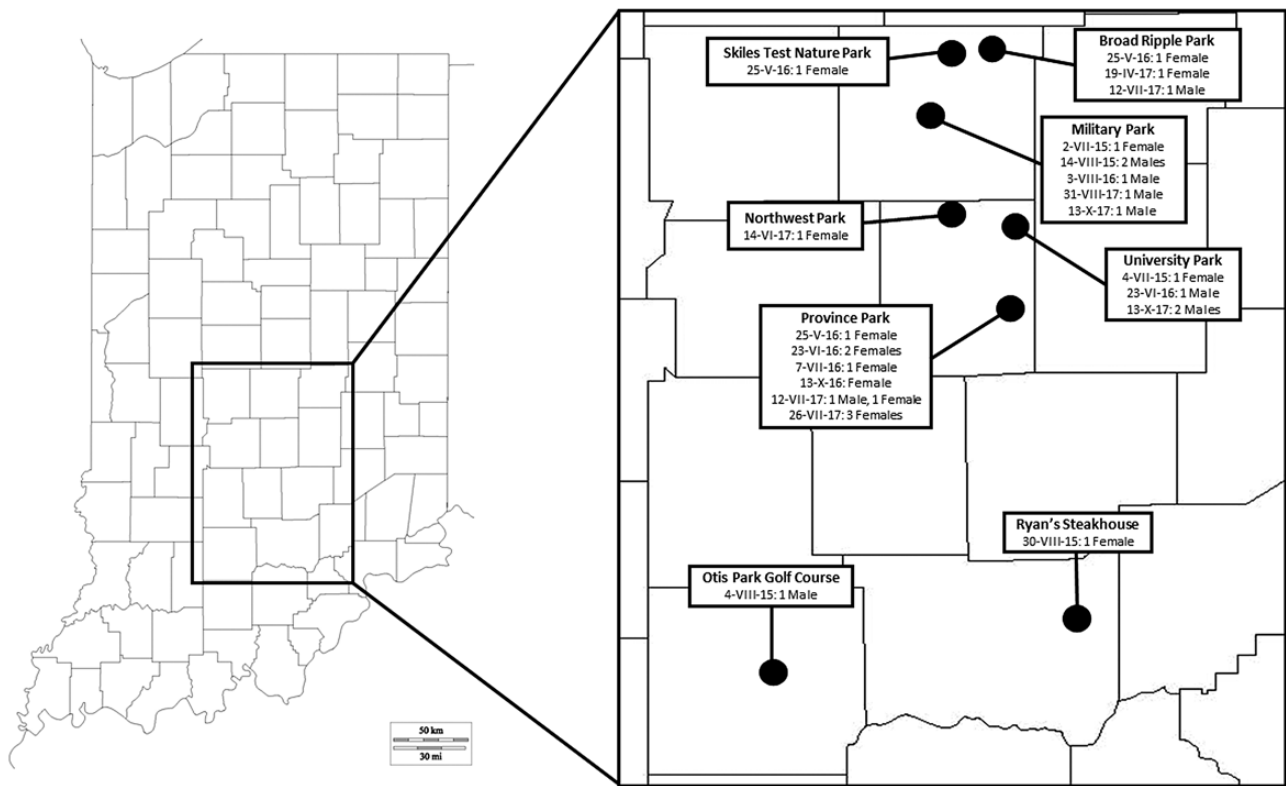 Skiles Test Nature Park
25-V-16: 1 Female
Broad Ripple Park
25-V-16: 1 Female
19-IV-17: 1 Female
12-VII-17: 1 Male
Military Park
2-VII-15: 1 Female
14-VIII-15: 2 Males
3-VIII-16: 1 Male
31-VIII-17: 1 Male
13-X-17: 1 Male
Northwest Park
14-VI-17: 1 Female
University Park
4-VII-15: 1 Female
23-VI-16: 1 Male
13-X-17: 2 Males
Province Park
25-V-16: 1 Female
23-VI-16: 2 Females
7-VII-16: 1 Female
13-X-16: Female
12-VII-17: 1 Male, 1 Female
26-VII-17: 3 Females
Ryan's Steakhouse
30-VIII-15: 1 Female
Otis Park Golf Course
4-VIII-15: 1 Male
50 km
30 mi